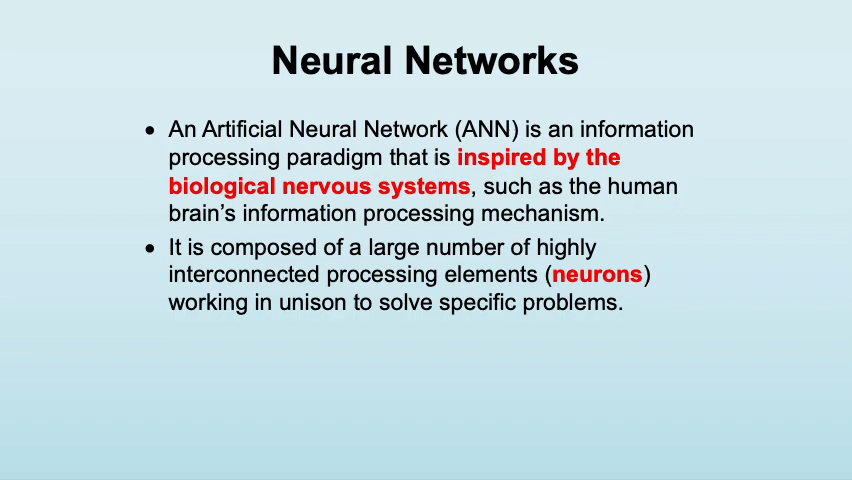 Neural Networks
• An Artificial Neural Network (ANN) is an information
processing paradigm that is inspired by the
biological nervous systems, such as the human
brain’s information processing mechanism.
• It is composed of a large number of highly
interconnected processing elements (neurons)
working in unison to solve specific problems.